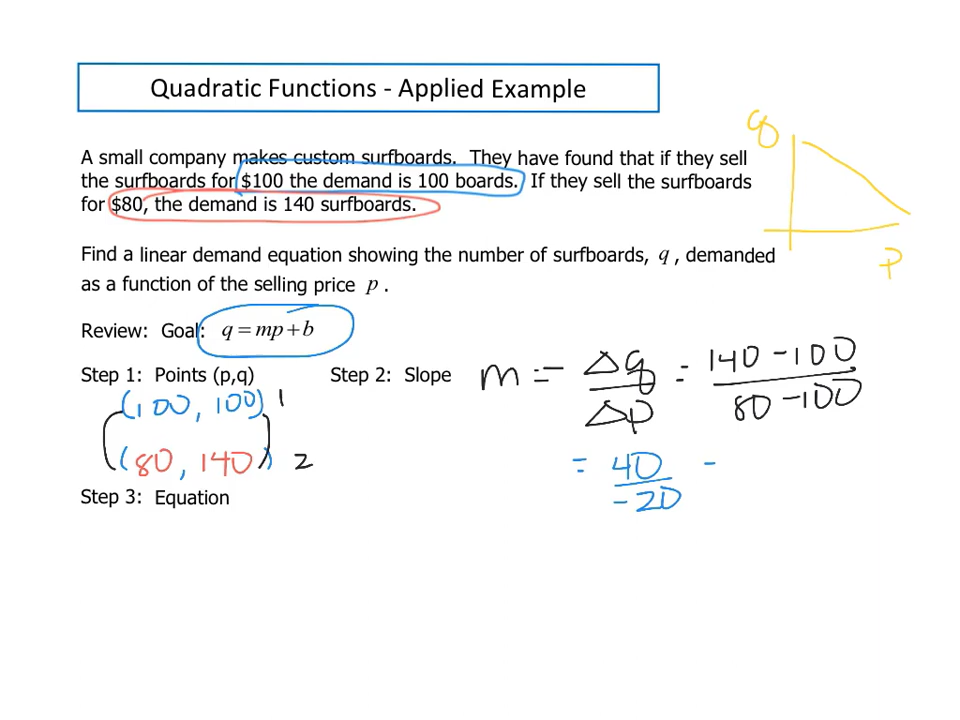 Quadratic Functions - Applied Example
A small company makes custom surfboards. They have found that if they sell
the surfboards for $100 the demand is 100 boards. If they sell the surfboards
for $80, the demand is 140 surfboards.
q
p
Find a linear demand equation showing the number of surfboards, q, demanded
as a function of the selling price p.
Review: Goal: q = mp + b
Step 1: Points (p,q)
(100, 100) 1
(80, 140) 2
Step 2: Slope m = Δq/Δp = 140 - 100/80 - 100
= 40/-20 =
Step 3: Equation